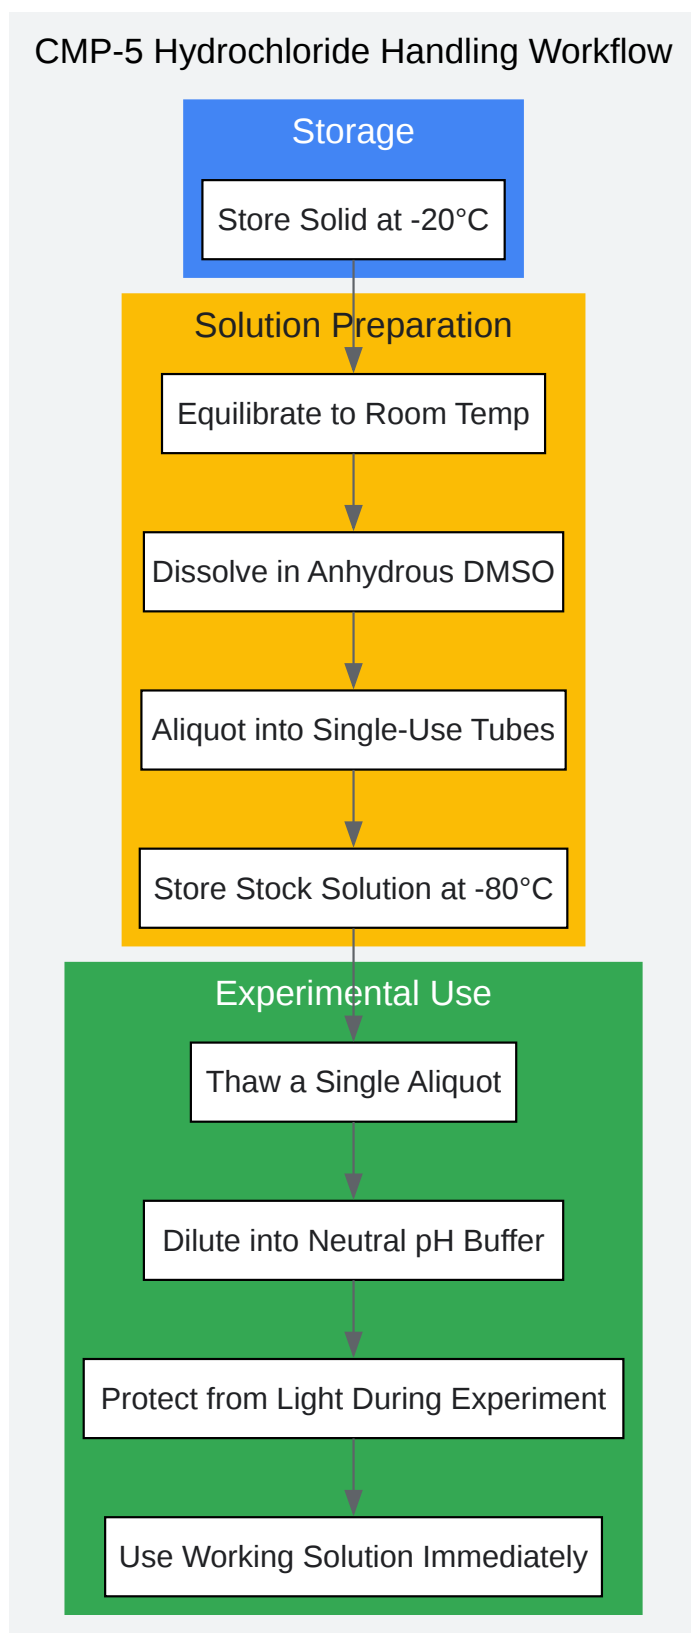 CMP-5 Hydrochloride Handling Workflow
Storage
Store Solid at -20°C
Solution Preparation
Equilibrate to Room Temp
Dissolve in Anhydrous DMSO
Aliquot into Single-Use Tubes
Store Stock Solution at -80°C
Experimental Use
Thaw a Single Aliquot
Dilute into Neutral pH Buffer
Protect from Light During Experiment
Use Working Solution Immediately